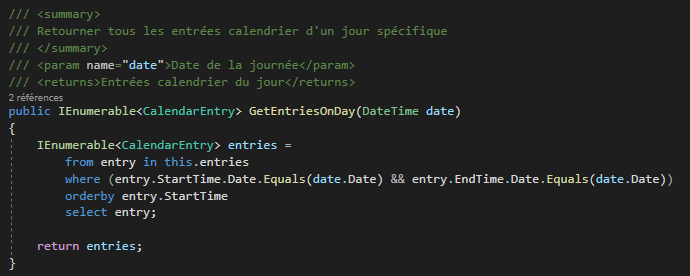 /// <summary>
/// Retourner tous les entrées calendrier d'un jour spécifique
/// </summary>
/// <param name="date">Date de la journée</param>
/// <returns>Entrées calendrier du jour</returns>
2 références
public IEnumerable<CalendarEntry> GetEntriesOnDay(DateTime date)
{
    IEnumerable<CalendarEntry> entries =
        from entry in this.entries
        where (entry.StartTime.Date.Equals(date.Date) && entry.EndTime.Date.Equals(date.Date))
        orderby entry.StartTime
        select entry;

    return entries;
}